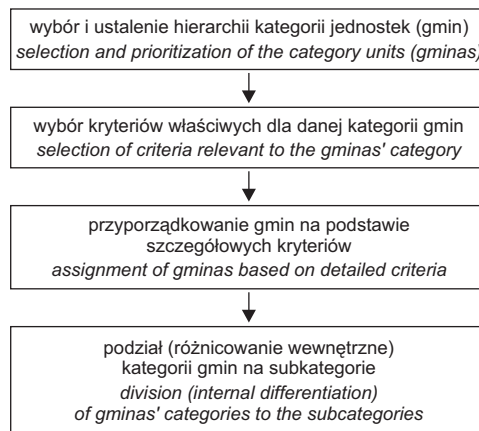 wybór i ustalenie hierarchii kategorii jednostek (gmin)
selection and prioritization of the category units (gminas)
wybór kryteriów właściwych dla danej kategorii gmin
selection of criteria relevant to the gminas' category
przyporządkowanie gmin na podstawie
szczegółowych kryteriów
assignment of gminas based on detailed criteria
podział (różnicowanie wewnętrzne)
kategorii gmin na subkategorie
division (internal differentiation)
of gminas' categories to the subcategories